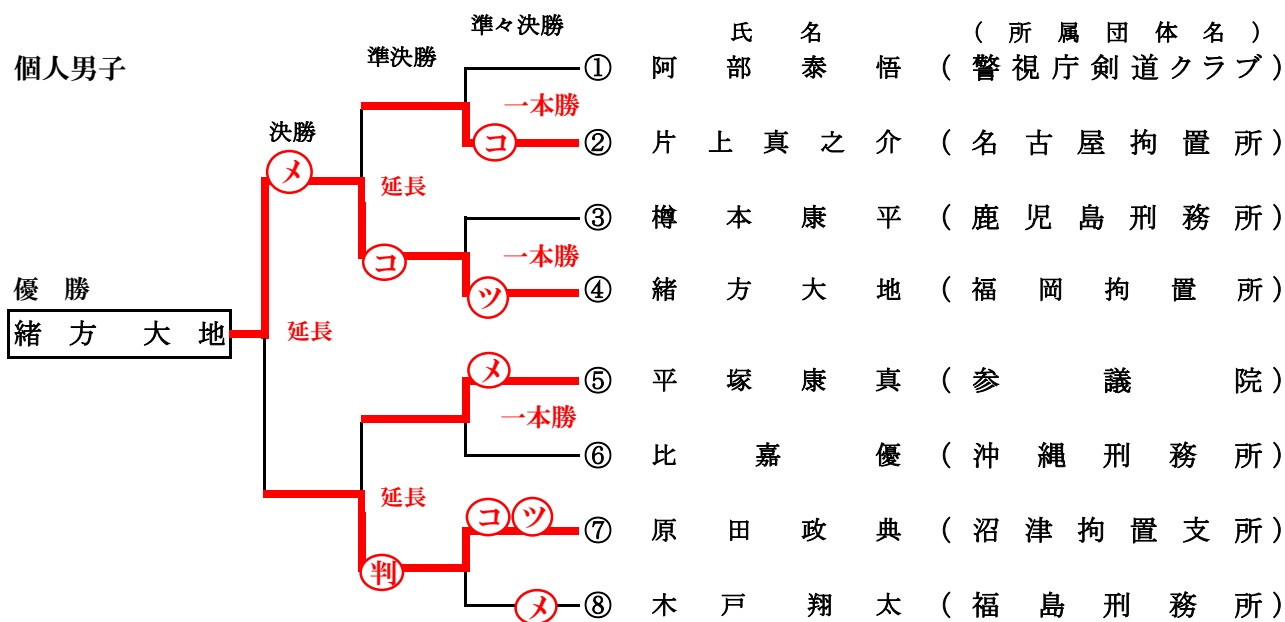 準々決勝
氏名 (所属団体名)
個人男子
準決勝
① 阿部泰悟 (警視庁剣道クラブ)
一本勝
決勝
コ
② 片上真之介 (名古屋拘置所)
メ
延長
③ 樽本康平 (鹿児島刑務所)
一本勝
コ
優勝
ツ
④ 緒方大地 (福岡拘置所)
緒方大地
延長
メ
⑤ 平塚康真 (参議院)
一本勝
⑥ 比嘉優 (沖縄刑務所)
延長
コ ツ
⑦ 原田政典 (沼津拘置支所)
判
メ
⑧ 木戸翔太 (福島刑務所)